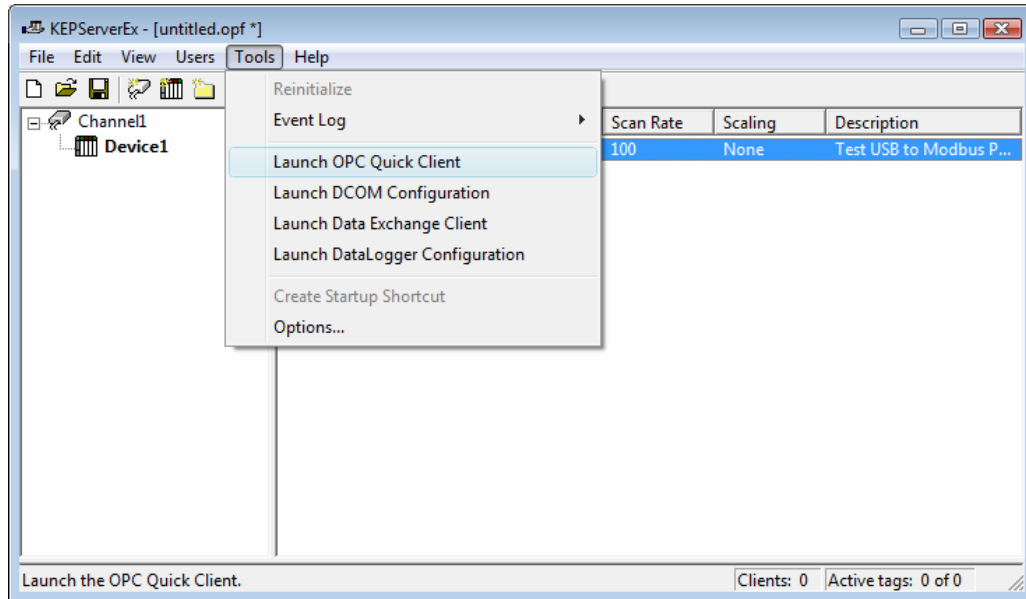 KEPServerEx - [untitled.opf *]
File Edit View Users Tools Help
Reinitialize
Channel1
Event Log
Scan Rate Scaling Description
Device1
100 None Test USB to Modbus P...
Launch OPC Quick Client
Launch DCOM Configuration
Launch Data Exchange Client
Launch DataLogger Configuration
Create Startup Shortcut
Options...
Launch the OPC Quick Client.
Clients: 0 Active tags: 0 of 0